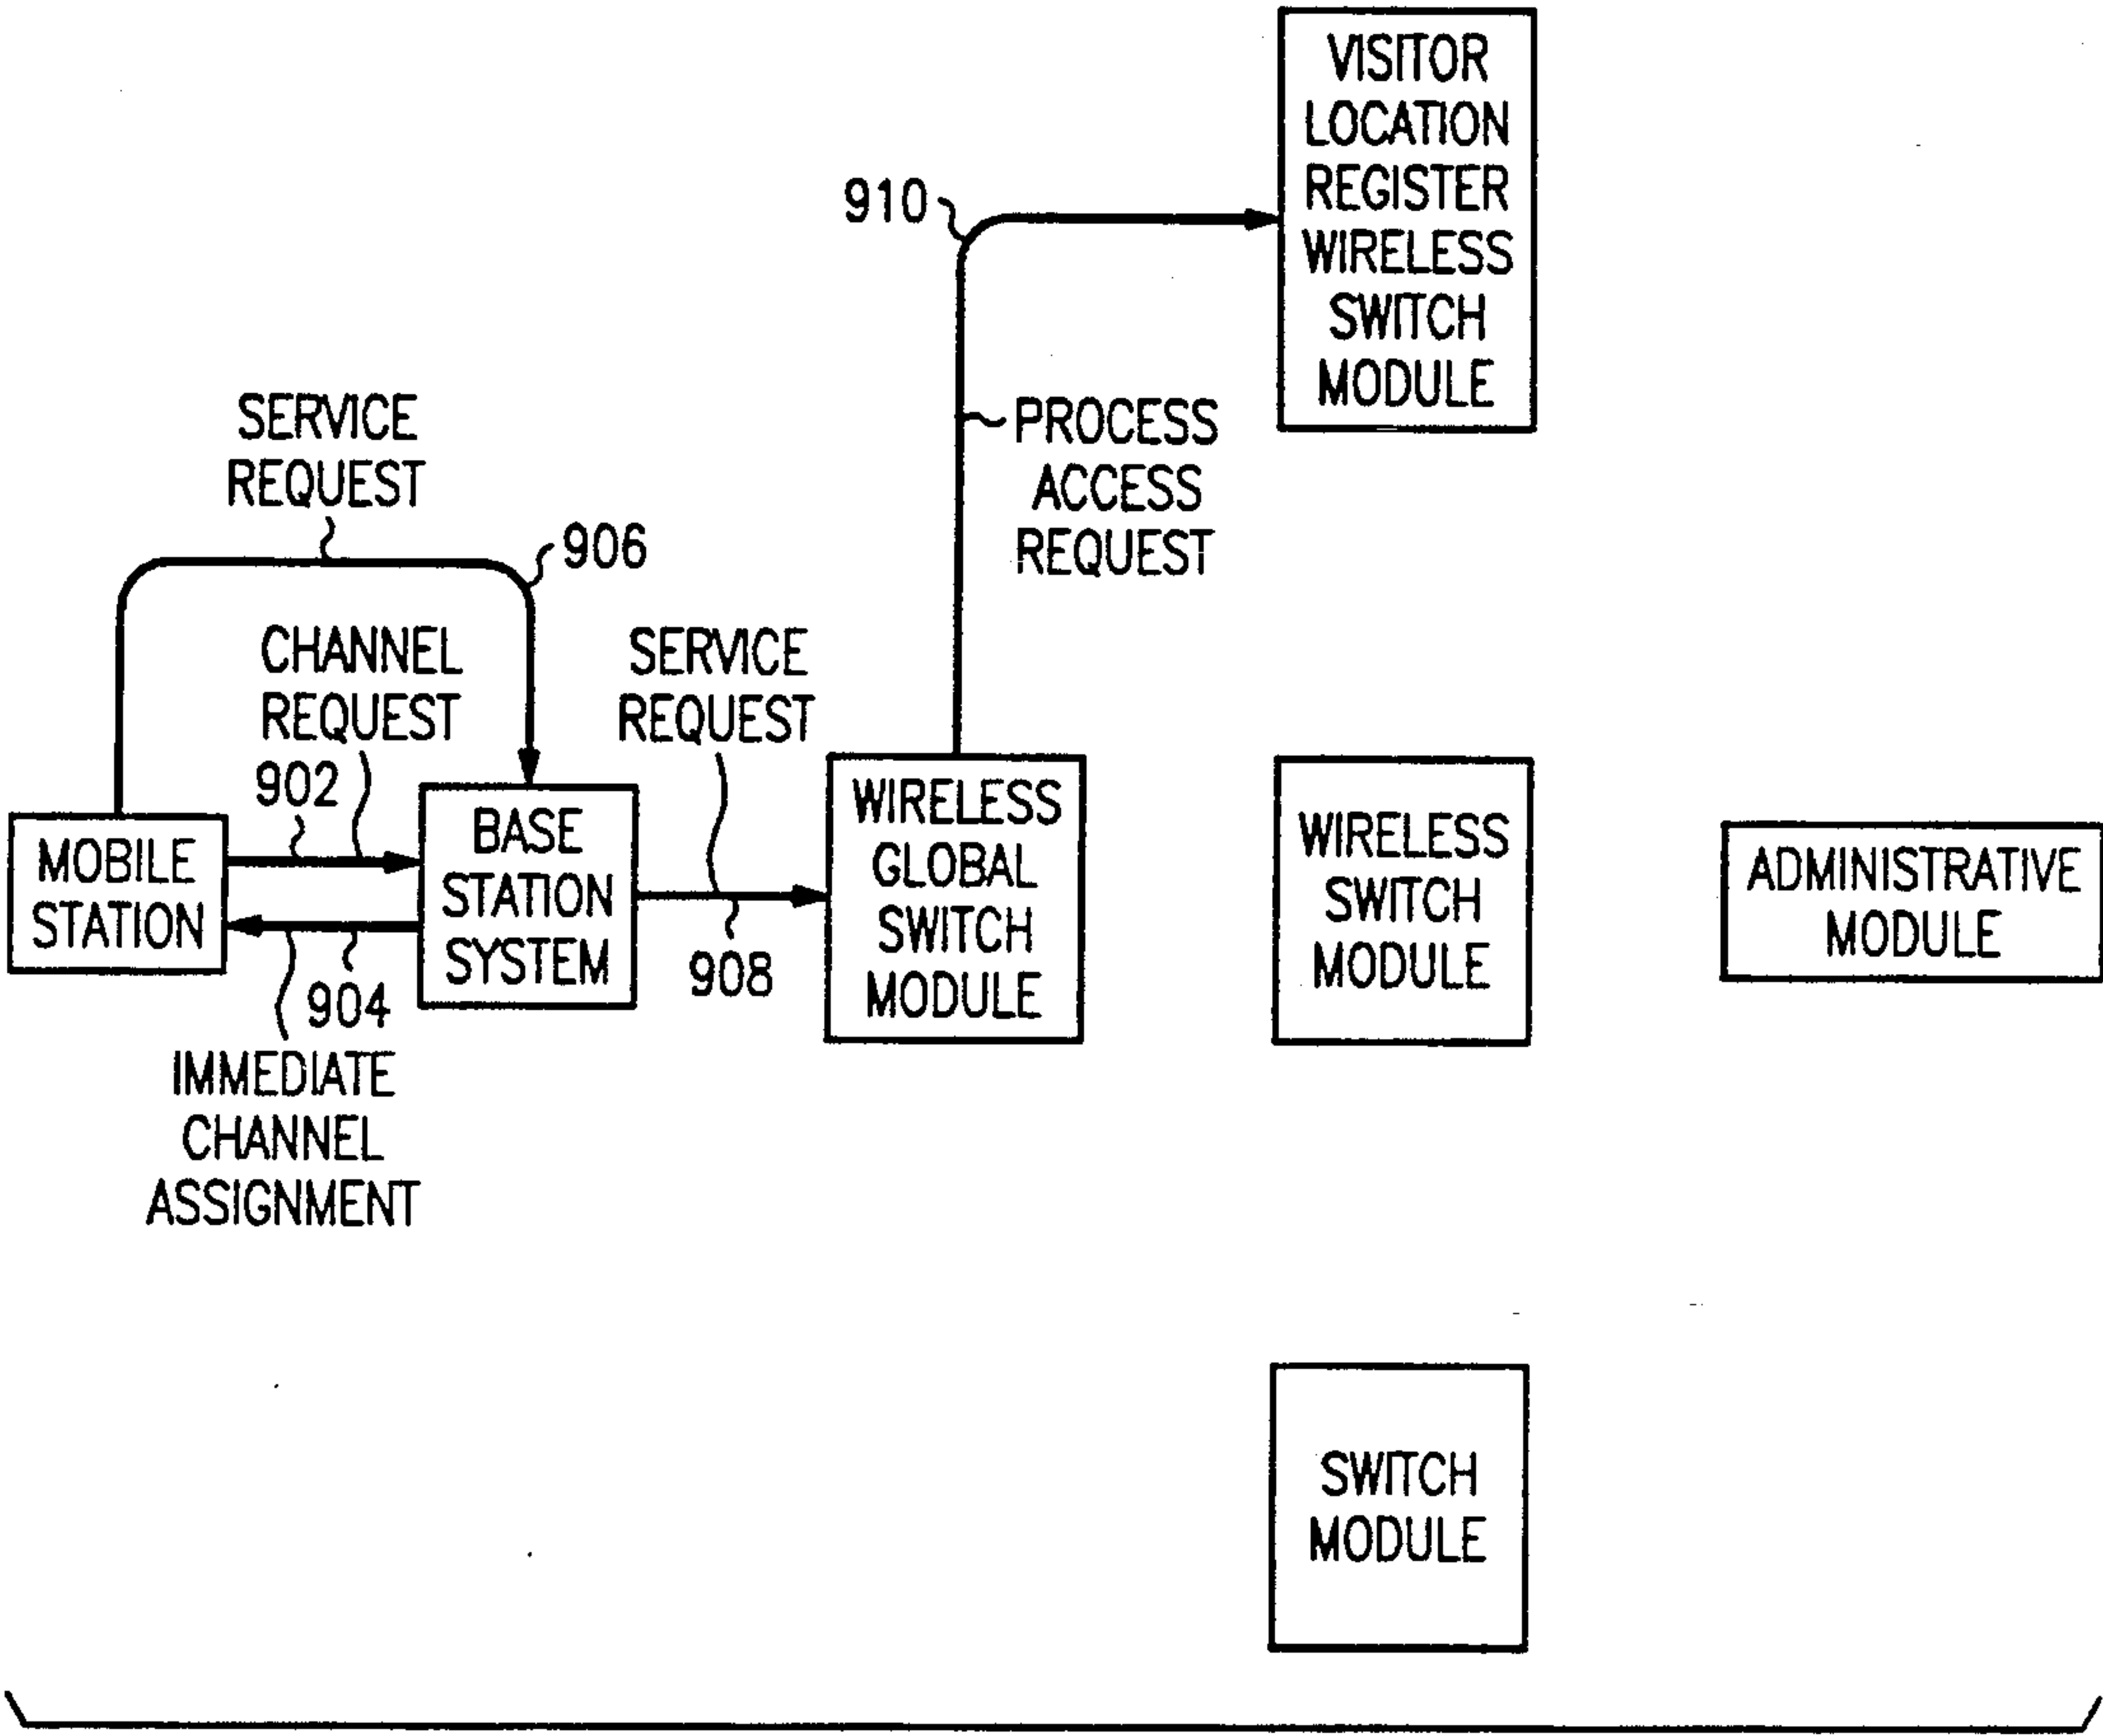 VISITOR
LOCATION
REGISTER
WIRELESS
SWITCH
MODULE
910
PROCESS
ACCESS
REQUEST
SERVICE
REQUEST
906
CHANNEL
REQUEST
902
SERVICE
REQUEST
MOBILE
STATION
BASE
STATION
SYSTEM
904
IMMEDIATE
CHANNEL
ASSIGNMENT
908
WIRELESS
GLOBAL
SWITCH
MODULE
WIRELESS
SWITCH
MODULE
ADMINISTRATIVE
MODULE
SWITCH
MODULE